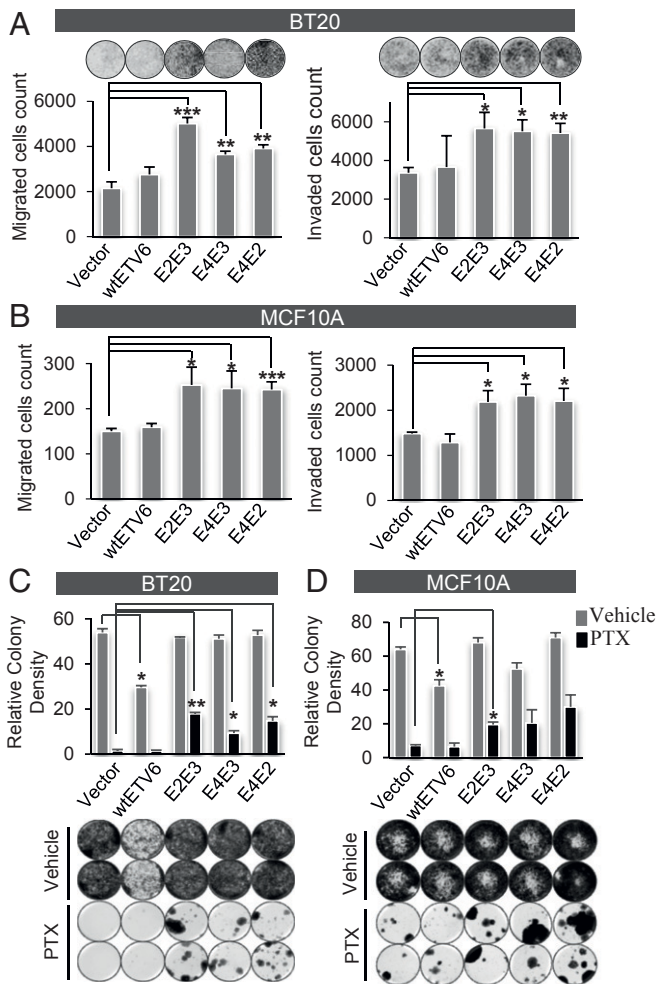 A
BT20
Migrated cells count
6000
4000
2000
0
***
**
**
Vector
wtETV6
E2E3
E4E3
E4E2
Invaded cells count
6000
4000
2000
0
*
*
**
Vector
wtETV6
E2E3
E4E3
E4E2
B
MCF10A
Migrated cells count
300
200
100
0
*
*
***
Vector
wtETV6
E2E3
E4E3
E4E2
Invaded cells count
3000
2000
1000
0
*
*
*
Vector
wtETV6
E2E3
E4E3
E4E2
C
BT20
Relative Colony
Density
60
40
20
0
*
**
*
*
Vector
wtETV6
E2E3
E4E3
E4E2
Vehicle
PTX
D
MCF10A
Relative Colony
Density
80
60
40
20
0
*
*
Vehicle
PTX
Vector
wtETV6
E2E3
E4E3
E4E2
Vehicle
PTX